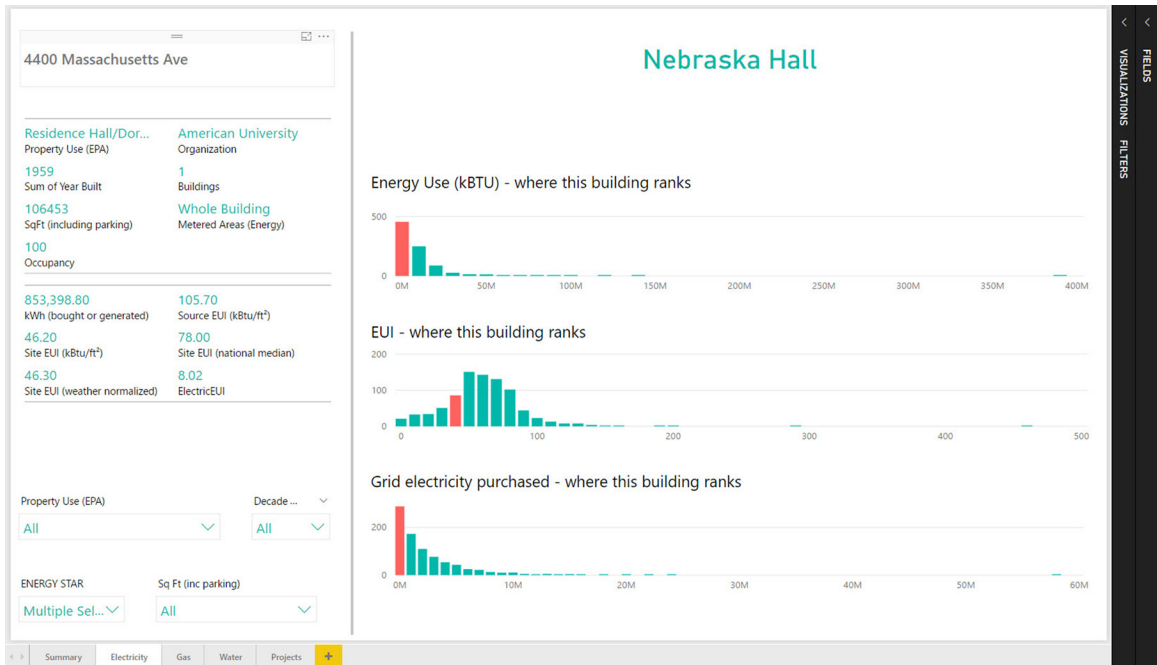 4400 Massachusetts Ave
Residence Hall/Dor... American University
Property Use (EPA) Organization
1959 1
Sum of Year Built Buildings
106453 Whole Building
SqFt (including parking) Metered Areas (Energy)
100
Occupancy
853,398.80 105.70
kWh (bought or generated) Source EUI (kBtu/ft²)
46.20 78.00
Site EUI (kBtu/ft²) Site EUI (national median)
46.30 8.02
Site EUI (weather normalized) ElectricEUI
Property Use (EPA) Decade ...
All All
ENERGY STAR Sq Ft (inc parking)
Multiple Sel... All
Nebraska Hall
Energy Use (kBTU) - where this building ranks
500
0
0M 50M 100M 150M 200M 250M 300M 350M 400M
EUI - where this building ranks
200
100
0
0 100 200 300 400 500
Grid electricity purchased - where this building ranks
200
0
0M 10M 20M 30M 40M 50M 60M
VISUALIZATIONS
FILTERS
FIELDS
Summary Electricity Gas Water Projects +